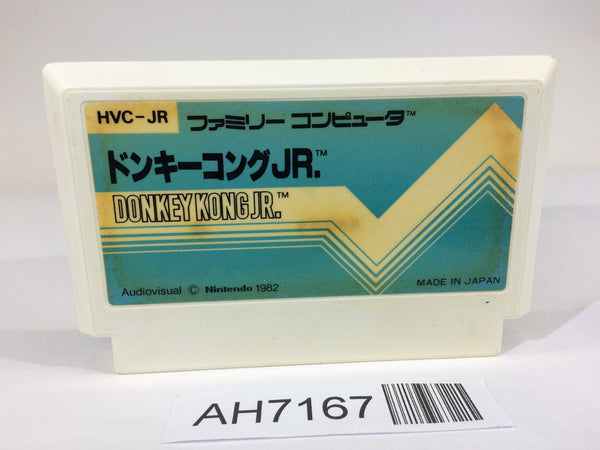 HVC-JR ファミリー コンピュータ™
ドンキーコングJR.™
DONKEY KONG JR.™
Audiovisual © Nintendo 1982
MADE IN JAPAN
AH7167